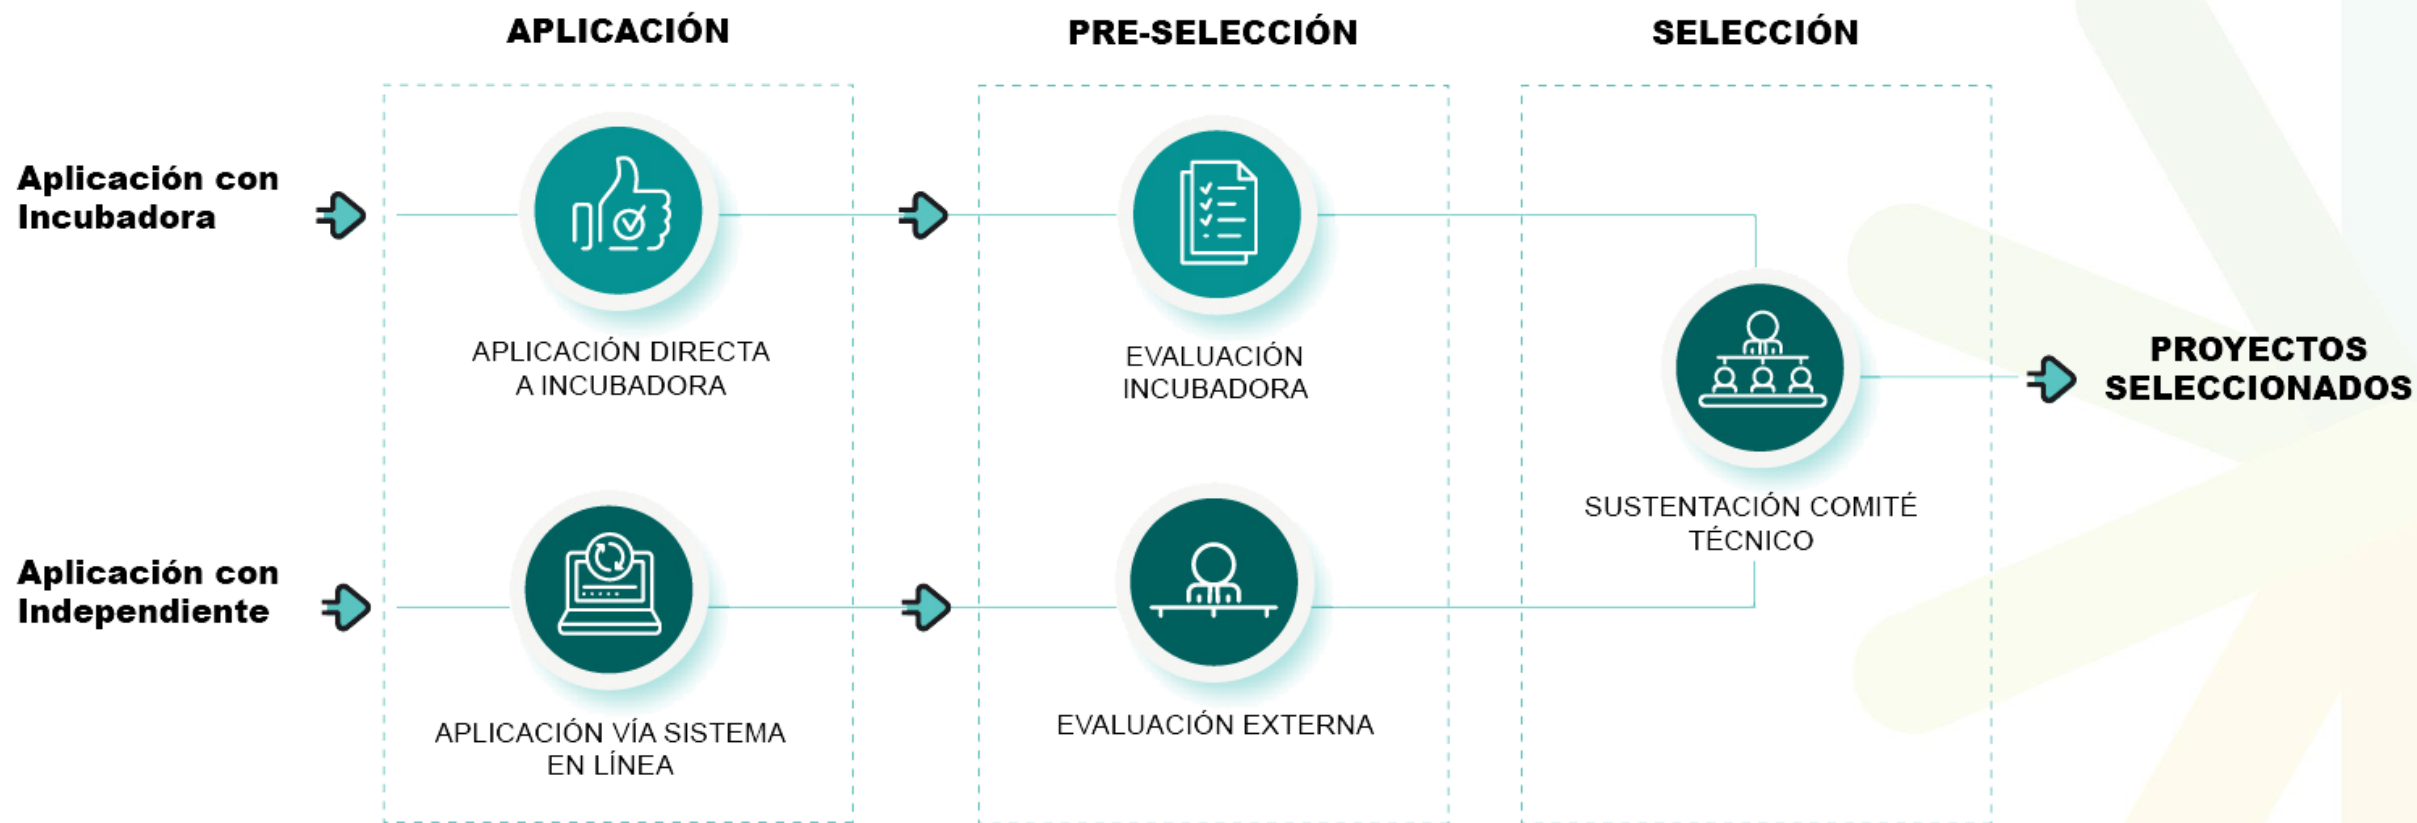 APLICACIÓN
PRE-SELECCIÓN
SELECCIÓN
Aplicación con
Incubadora
APLICACIÓN DIRECTA
A INCUBADORA
EVALUACIÓN
INCUBADORA
Aplicación con
Independiente
APLICACIÓN VÍA SISTEMA
EN LÍNEA
EVALUACIÓN EXTERNA
SUSTENTACIÓN COMITÉ
TÉCNICO
PROYECTOS
SELECCIONADOS